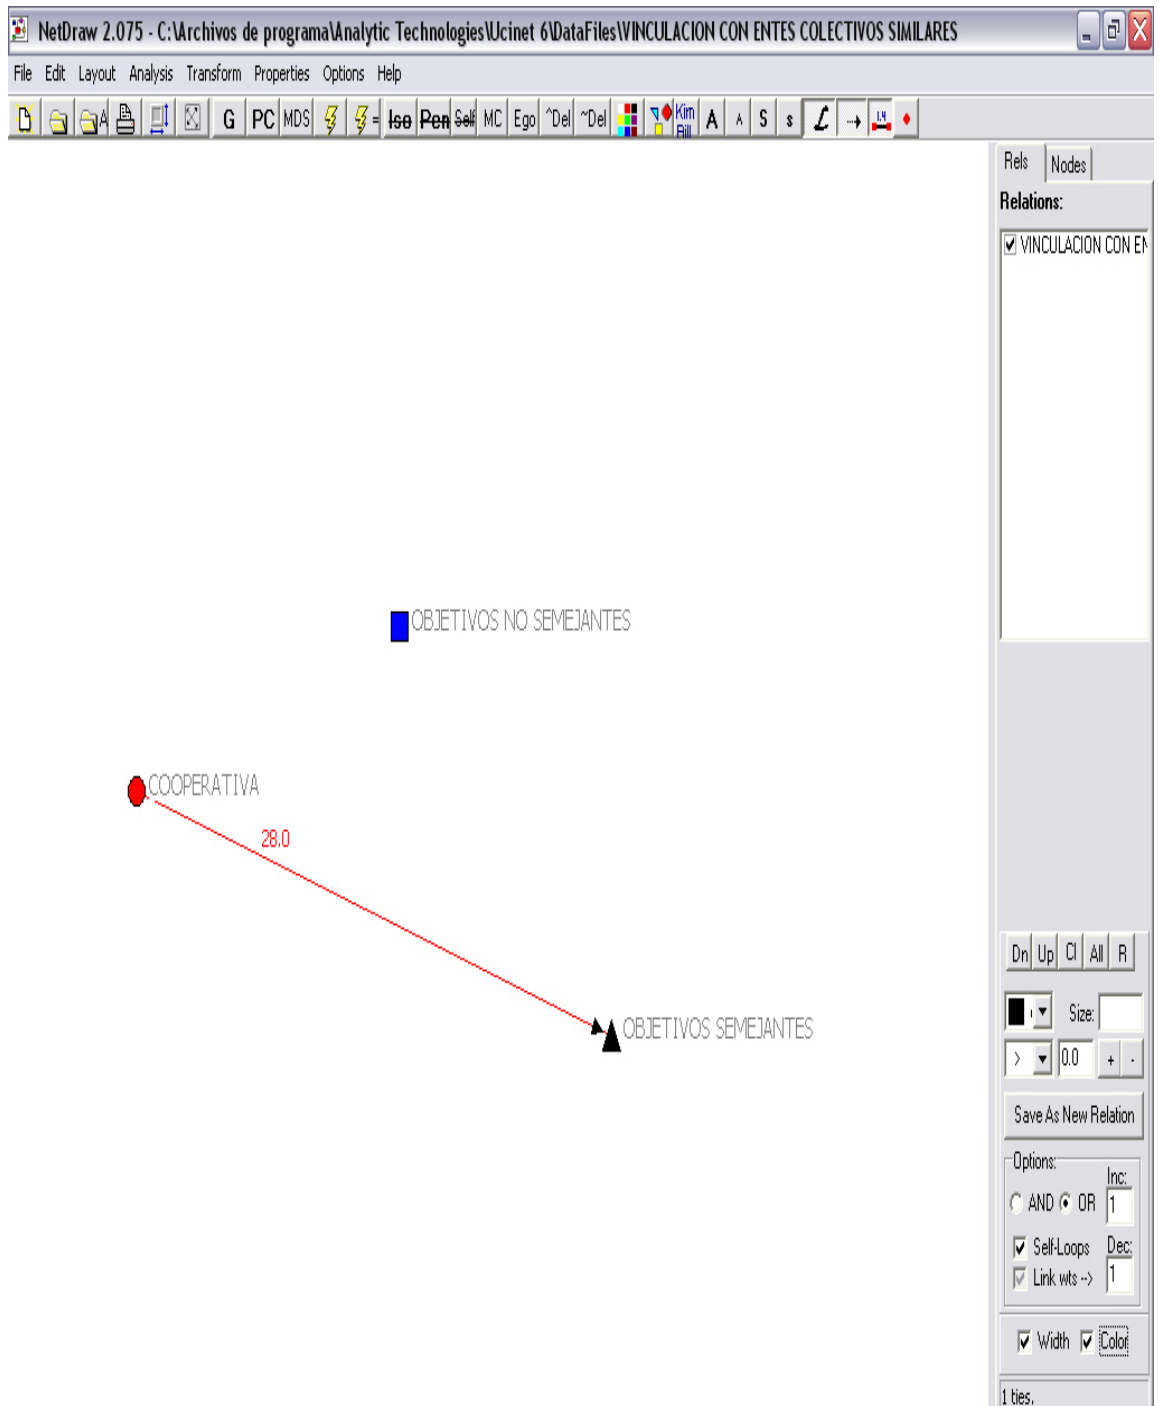 NetDraw 2.075 - C:\Archivos de programa\Analytic Technologies\Ucinet 6\DataFiles\VINCULACION CON ENTES COLECTIVOS SIMILARES
File Edit Layout Analysis Transform Properties Options Help
A G PC MDS = Iso Pen Self MC Ego ^Del ~Del Kim Bill A A S s L
Rels Nodes
Relations:
VINCULACION CON EN
OBJETIVOS NO SEMEJANTES
COOPERATIVA
28.0
OBJETIVOS SEMEJANTES
Dn Up Cl All R
Size:
> 0.0 + -
Save As New Relation
Options:
Inc:
AND OR 1
Self-Loops Dec:
Link wts --> 1
Width Color
1 ties.